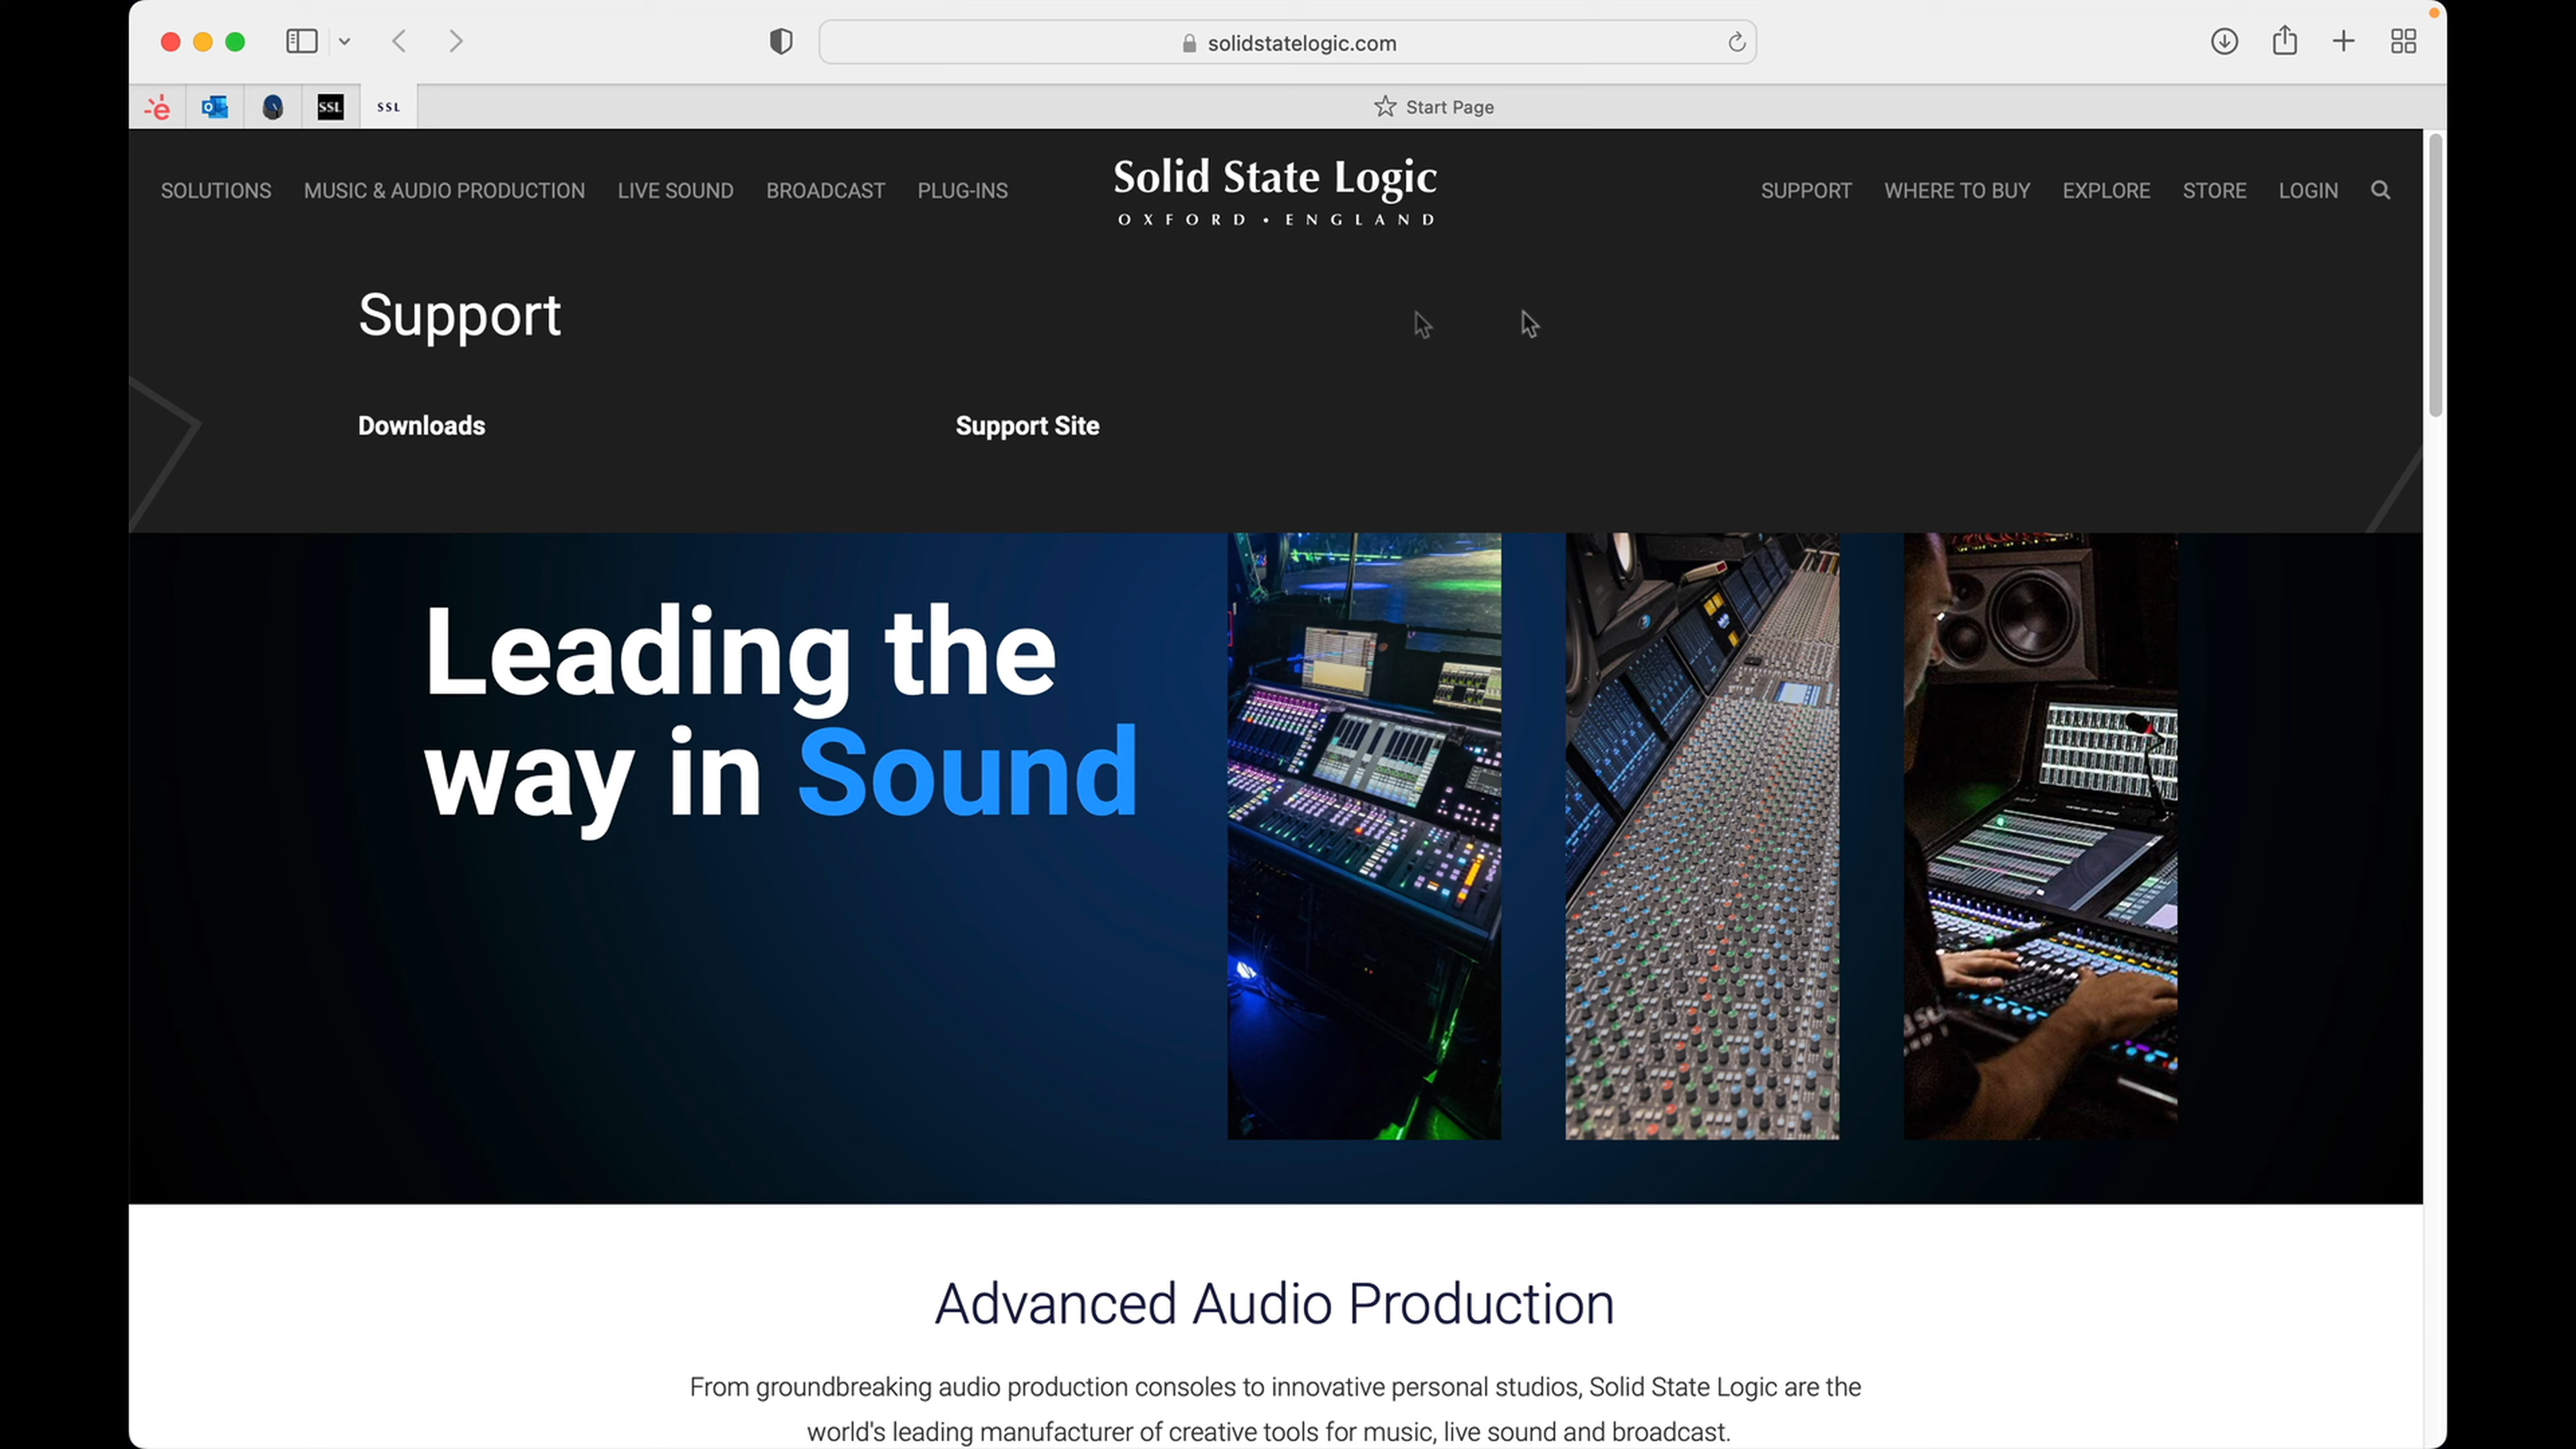 solidstatelogic.com
SSL
SSL
Start Page
SOLUTIONS
MUSIC & AUDIO PRODUCTION
LIVE SOUND
BROADCAST
PLUG-INS
Solid State Logic
OXFORD • ENGLAND
SUPPORT
WHERE TO BUY
EXPLORE
STORE
LOGIN
Support
Downloads
Support Site
Leading the
way in Sound
Advanced Audio Production
From groundbreaking audio production consoles to innovative personal studios, Solid State Logic are the
world's leading manufacturer of creative tools for music, live sound and broadcast.